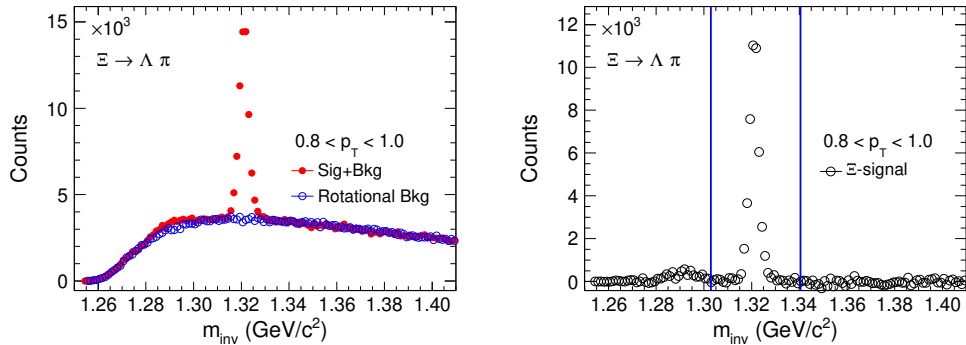 ×10³
Ξ → Λ π
0.8 < p_T < 1.0
Sig+Bkg
Rotational Bkg
Counts
15
10
5
0
1.26 1.28 1.30 1.32 1.34 1.36 1.38 1.40
m_inv (GeV/c²)
×10³
Ξ → Λ π
0.8 < p_T < 1.0
Ξ-signal
Counts
12
10
8
6
4
2
0
1.26 1.28 1.30 1.32 1.34 1.36 1.38 1.40
m_inv (GeV/c²)